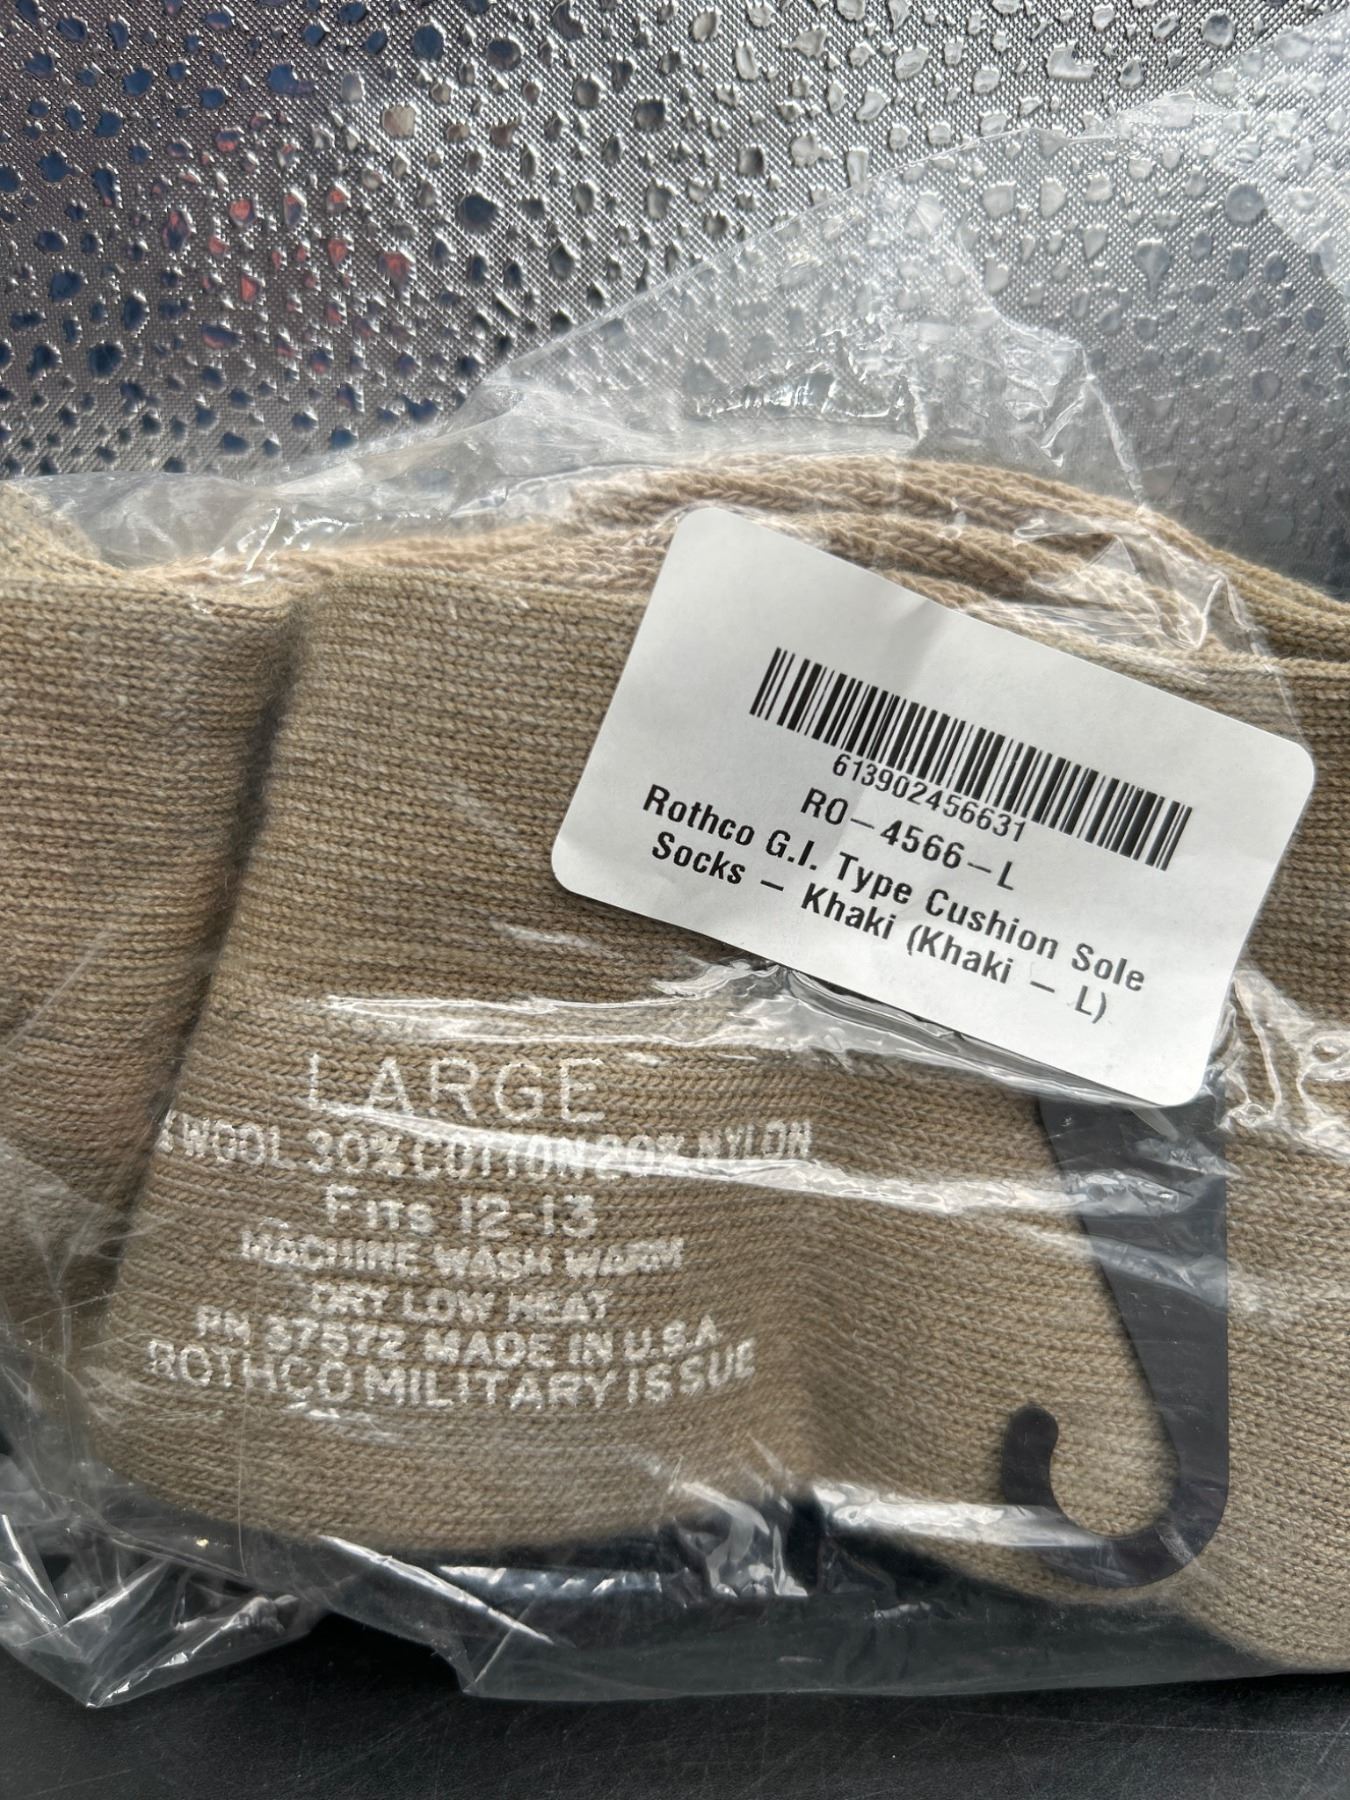 613902456631
RO-4566-L
Rothco G.I. Type Cushion Sole
Socks - Khaki (Khaki - L)
LARGE
WOOL 30% COTTON 20% NYLON
FITS 12-13
MACHINE WASH WARM
DRY LOW HEAT
RN 37572 MADE IN U.S.A.
ROTHCO MILITARY ISSUE